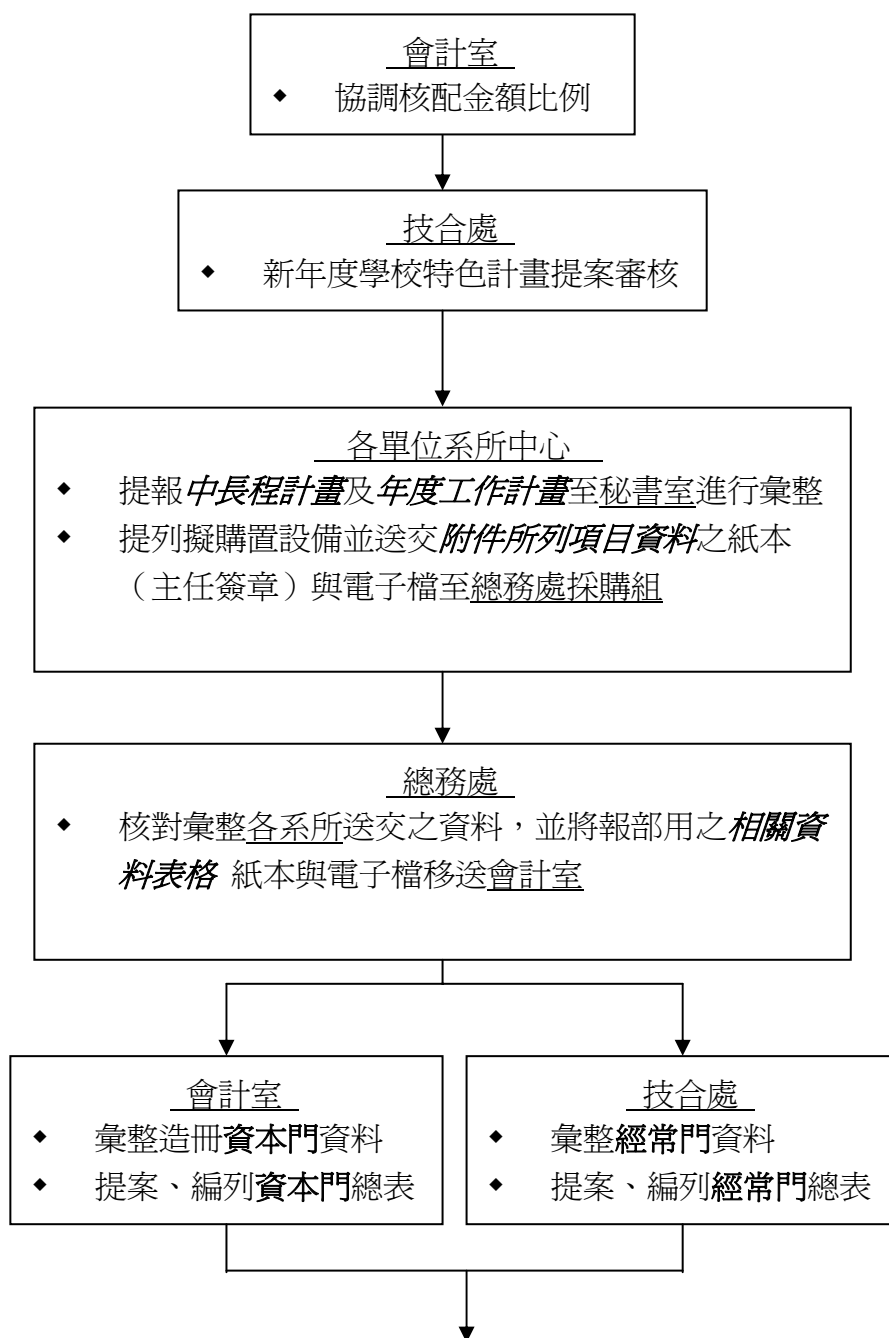 會計室
◆ 協調核配金額比例
技合處
◆ 新年度學校特色計畫提案審核
各單位系所中心
◆ 提報中長程計畫及年度工作計畫至秘書室進行彙整
◆ 提列擬購置設備並送交附件所列項目資料之紙本
（主任簽章）與電子檔至總務處採購組
總務處
◆ 核對彙整各系所送交之資料，並將報部用之相關資
料表格 紙本與電子檔移送會計室
會計室
◆ 彙整造冊資本門資料
◆ 提案、編列資本門總表
技合處
◆ 彙整經常門資料
◆ 提案、編列經常門總表